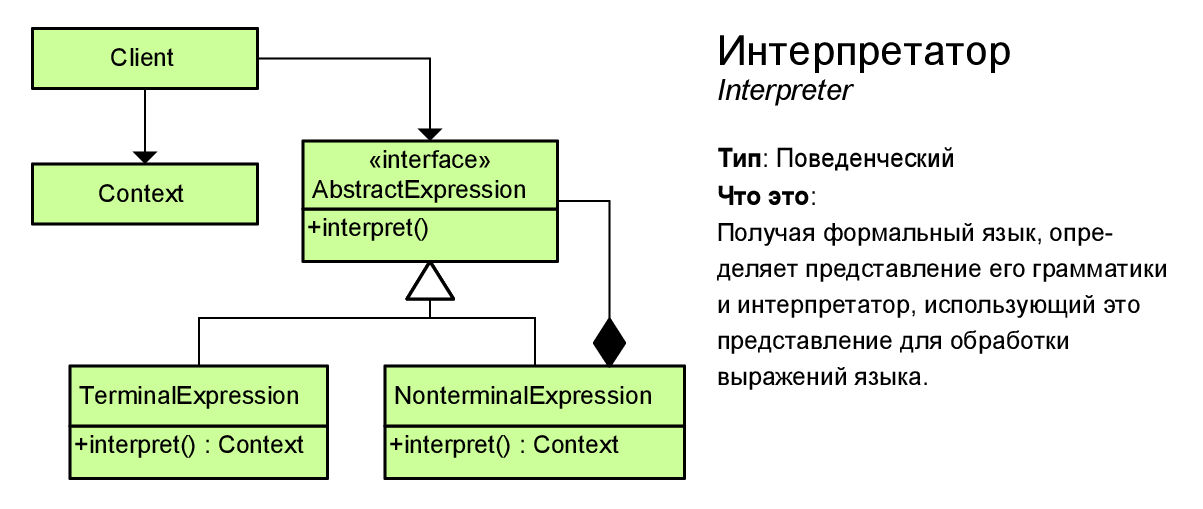 Client
Context
«interface»
AbstractExpression
+interpret()
TerminalExpression
+interpret() : Context
NonterminalExpression
+interpret() : Context
Интерпретатор
Interpreter
Тип: Поведенческий
Что это:
Получая формальный язык, опре-
деляет представление его грамматики
и интерпретатор, использующий это
представление для обработки
выражений языка.